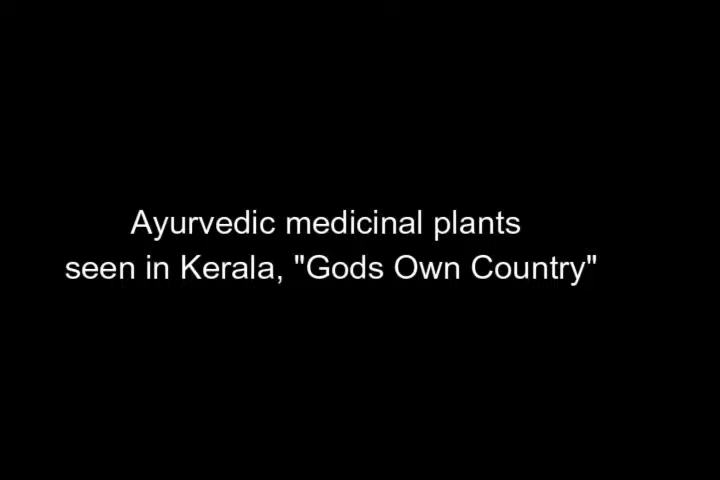 Ayurvedic medicinal plants
seen in Kerala, "Gods Own Country"